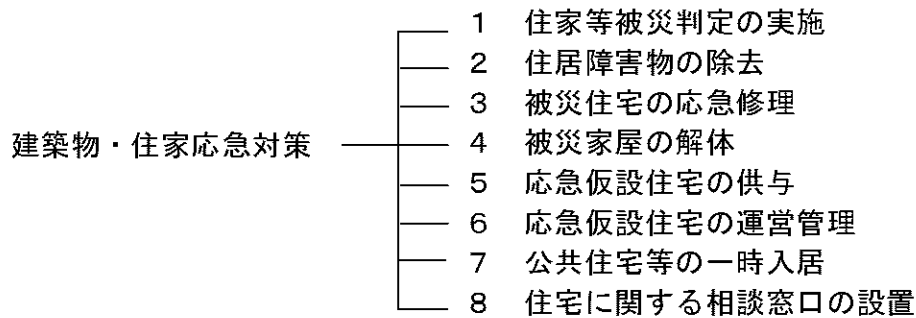 1 住家等被災判定の実施
2 住居障害物の除去
3 被災住宅の応急修理
建築物・住家応急対策
4 被災家屋の解体
5 応急仮設住宅の供与
6 応急仮設住宅の運営管理
7 公共住宅等の一時入居
8 住宅に関する相談窓口の設置